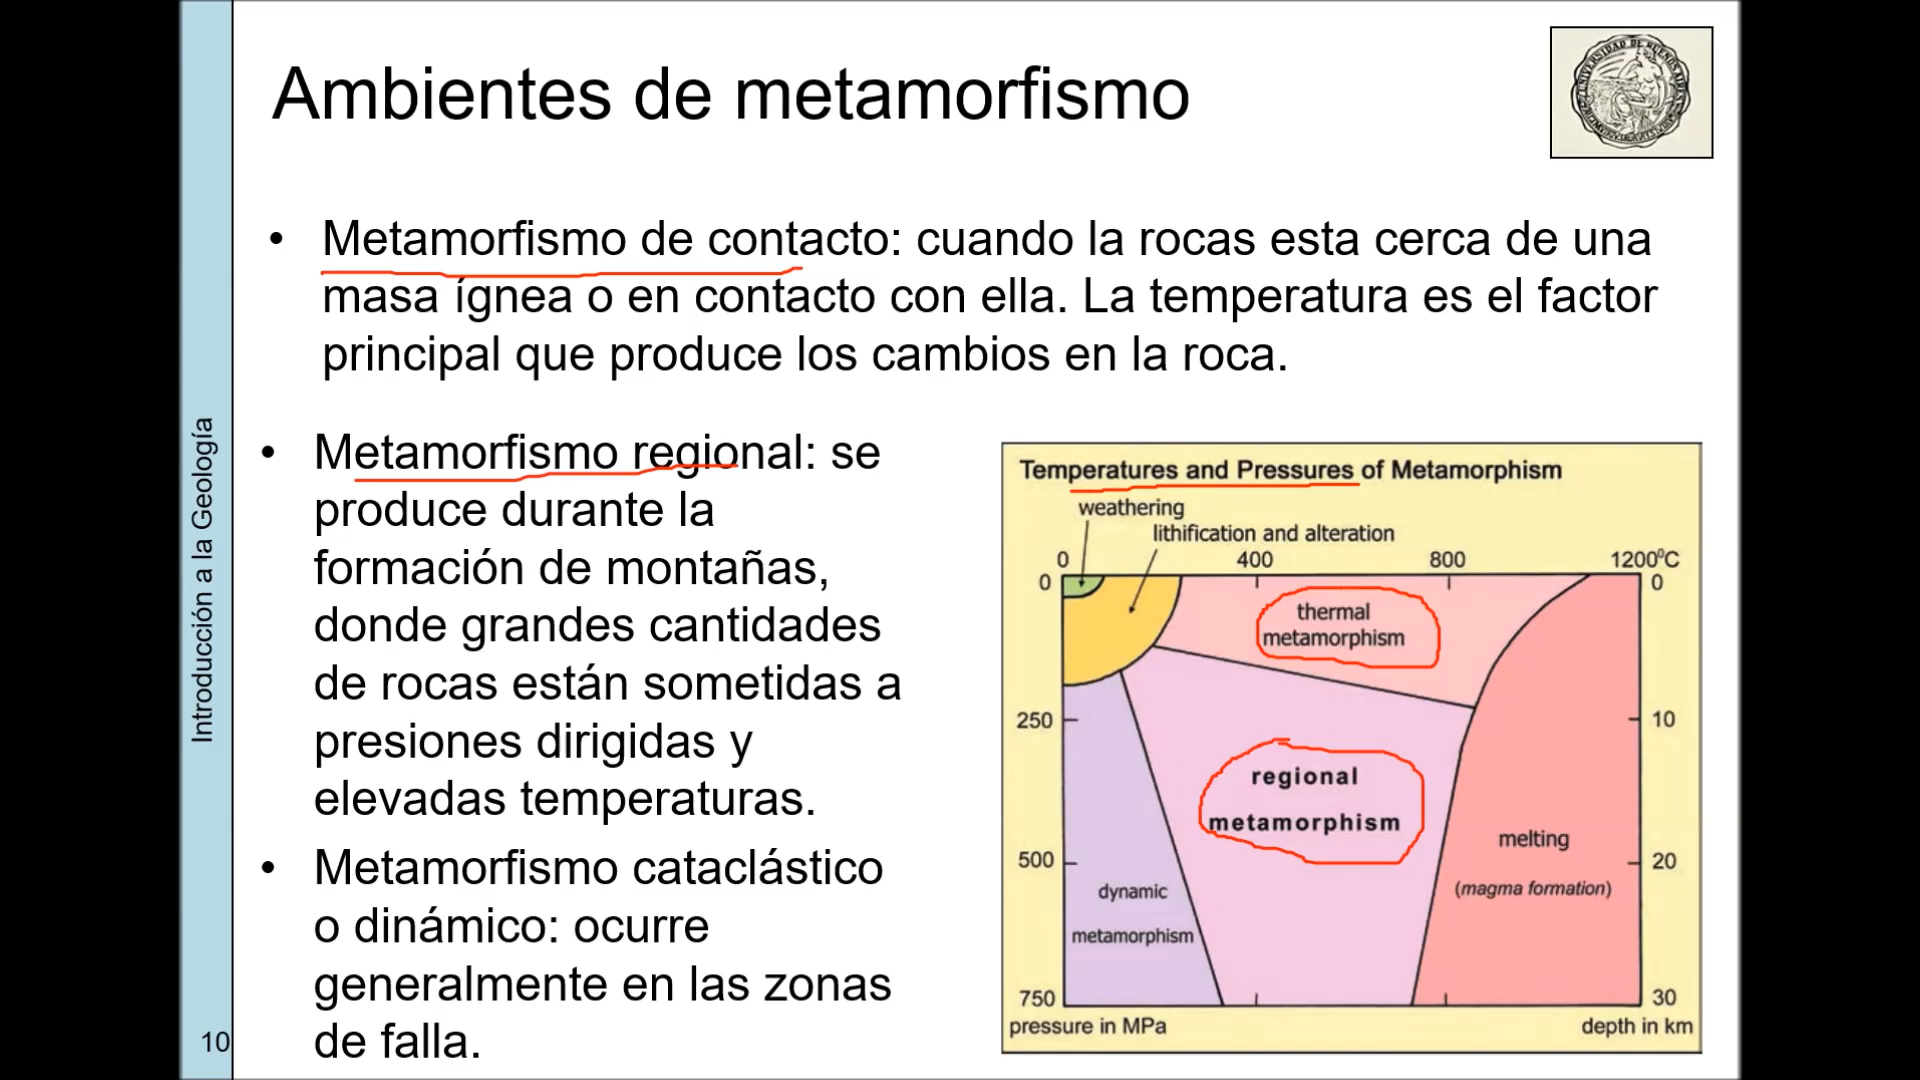 Ambientes de metamorfismo
• Metamorfismo de contacto: cuando la rocas esta cerca de una
masa ígnea o en contacto con ella. La temperatura es el factor
principal que produce los cambios en la roca.
• Metamorfismo regional: se
produce durante la
formación de montañas,
donde grandes cantidades
de rocas están sometidas a
presiones dirigidas y
elevadas temperaturas.
• Metamorfismo cataclástico
o dinámico: ocurre
generalmente en las zonas
de falla.
Temperatures and Pressures of Metamorphism
weathering
lithification and alteration
0 400 800 1200⁰C
0 0
thermal
metamorphism
250 10
regional
metamorphism
melting
500 20
(magma formation)
dynamic
metamorphism
750 30
pressure in MPa depth in km
Introducción a la Geología
10